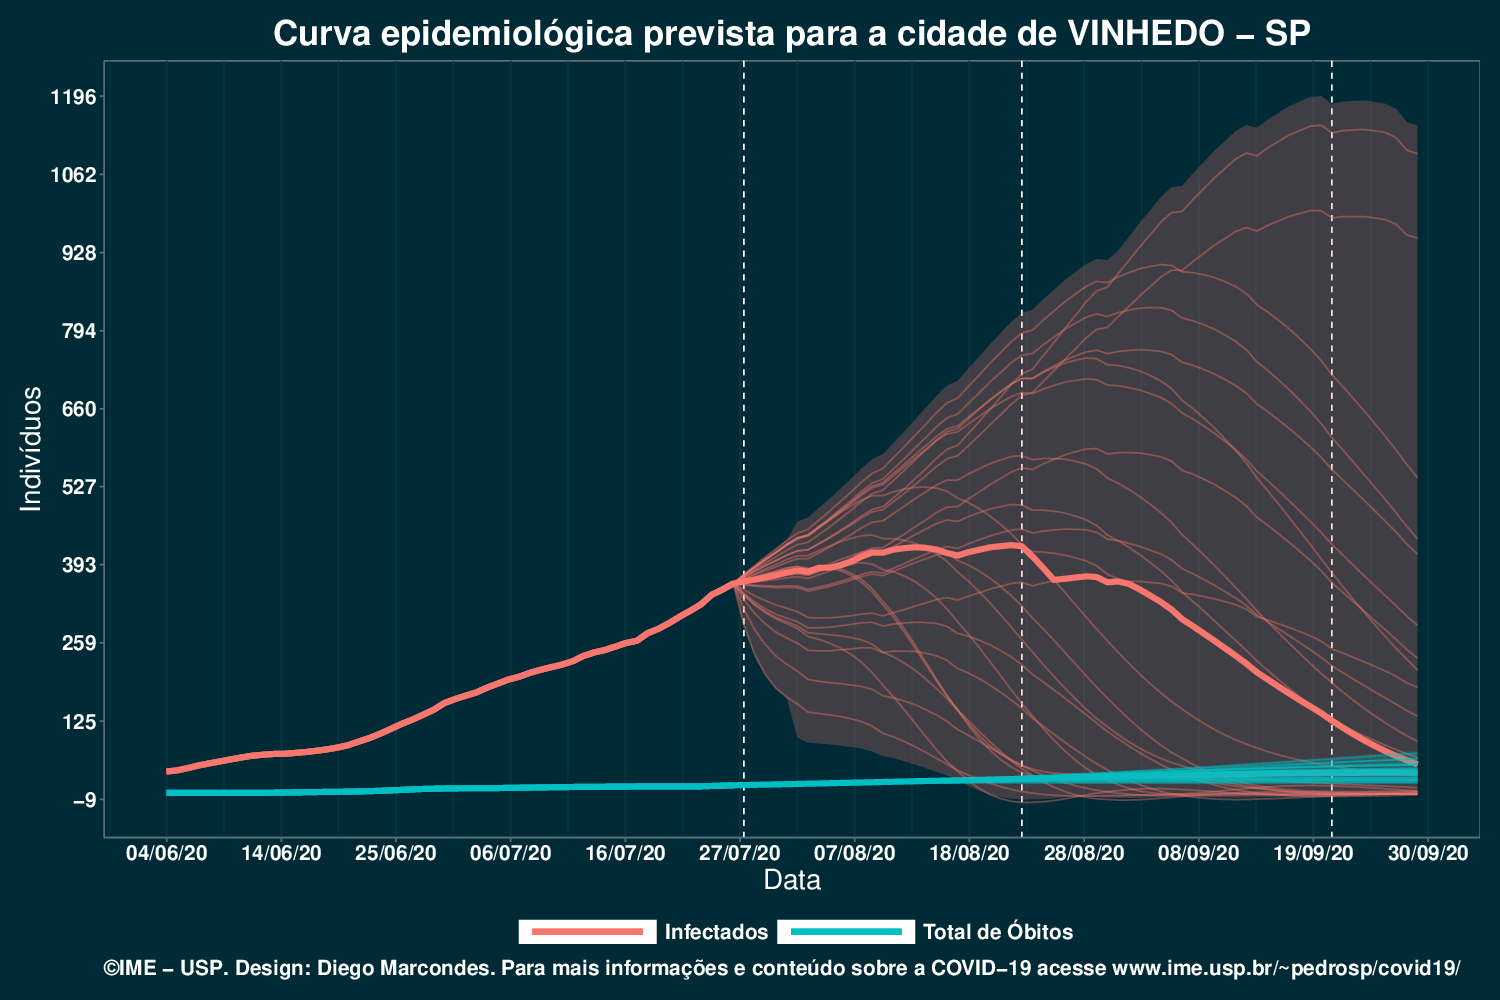 Curva epidemiológica prevista para a cidade de VINHEDO – SP
1196
1062
928
794
660
527
393
259
125
−9
Indivíduos
04/06/20 14/06/20 25/06/20 06/07/20 16/07/20 27/07/20 07/08/20 18/08/20 28/08/20 08/09/20 19/09/20 30/09/20
Data
Infectados Total de Óbitos
©IME – USP. Design: Diego Marcondes. Para mais informações e conteúdo sobre a COVID−19 acesse www.ime.usp.br/~pedrosp/covid19/